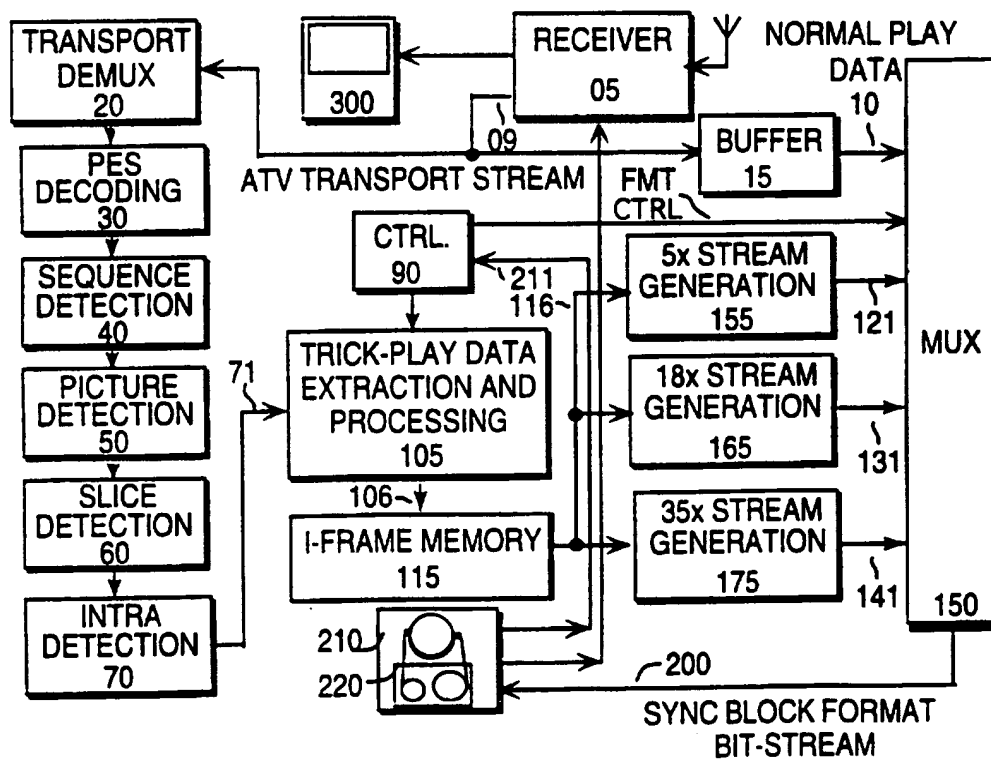 TRANSPORT
DEMUX
20
PES
DECODING
30
SEQUENCE
DETECTION
40
PICTURE
DETECTION
50
SLICE
DETECTION
60
INTRA
DETECTION
70
71
300
RECEIVER
05
09
ATV TRANSPORT STREAM
NORMAL PLAY
DATA
10
BUFFER
15
FMT
CTRL
CTRL.
90
211
116
TRICK-PLAY DATA
EXTRACTION AND
PROCESSING
105
106
I-FRAME MEMORY
115
5x STREAM
GENERATION
155
121
18x STREAM
GENERATION
165
131
35x STREAM
GENERATION
175
141
MUX
150
210
220
200
SYNC BLOCK FORMAT
BIT-STREAM